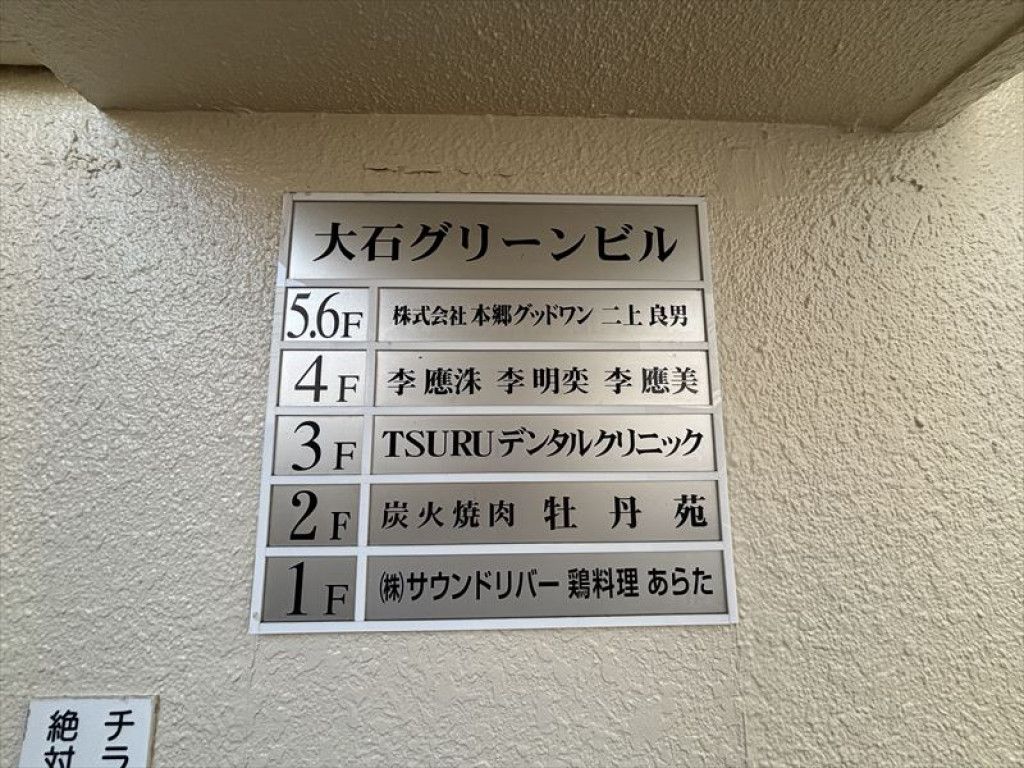 大石グリーンビル
5.6F 株式会社 本郷グッドワン 二上 良男
4F 李 應洙 李 明奕 李 應美
3F TSURUデンタルクリニック
2F 炭火焼肉 牡丹苑
1F ㈱サウンドリバー 鶏料理 あらた
チラ
絶対